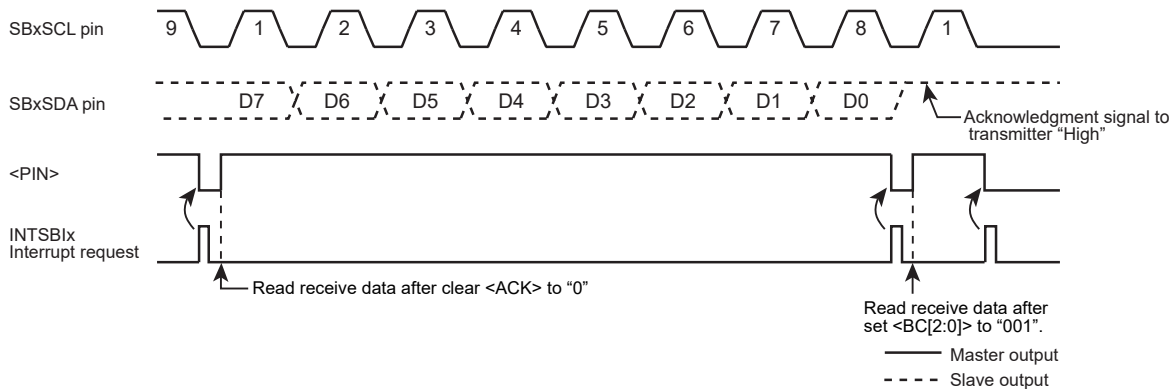 SBxSCL pin
9 1 2 3 4 5 6 7 8 1
SBxSDA pin
D7 D6 D5 D4 D3 D2 D1 D0
Acknowledgment signal to
transmitter “High”
<PIN>
INTSBIx
Interrupt request
Read receive data after clear <ACK> to “0”
Read receive data after
set <BC[2:0]> to “001”.
Master output
Slave output